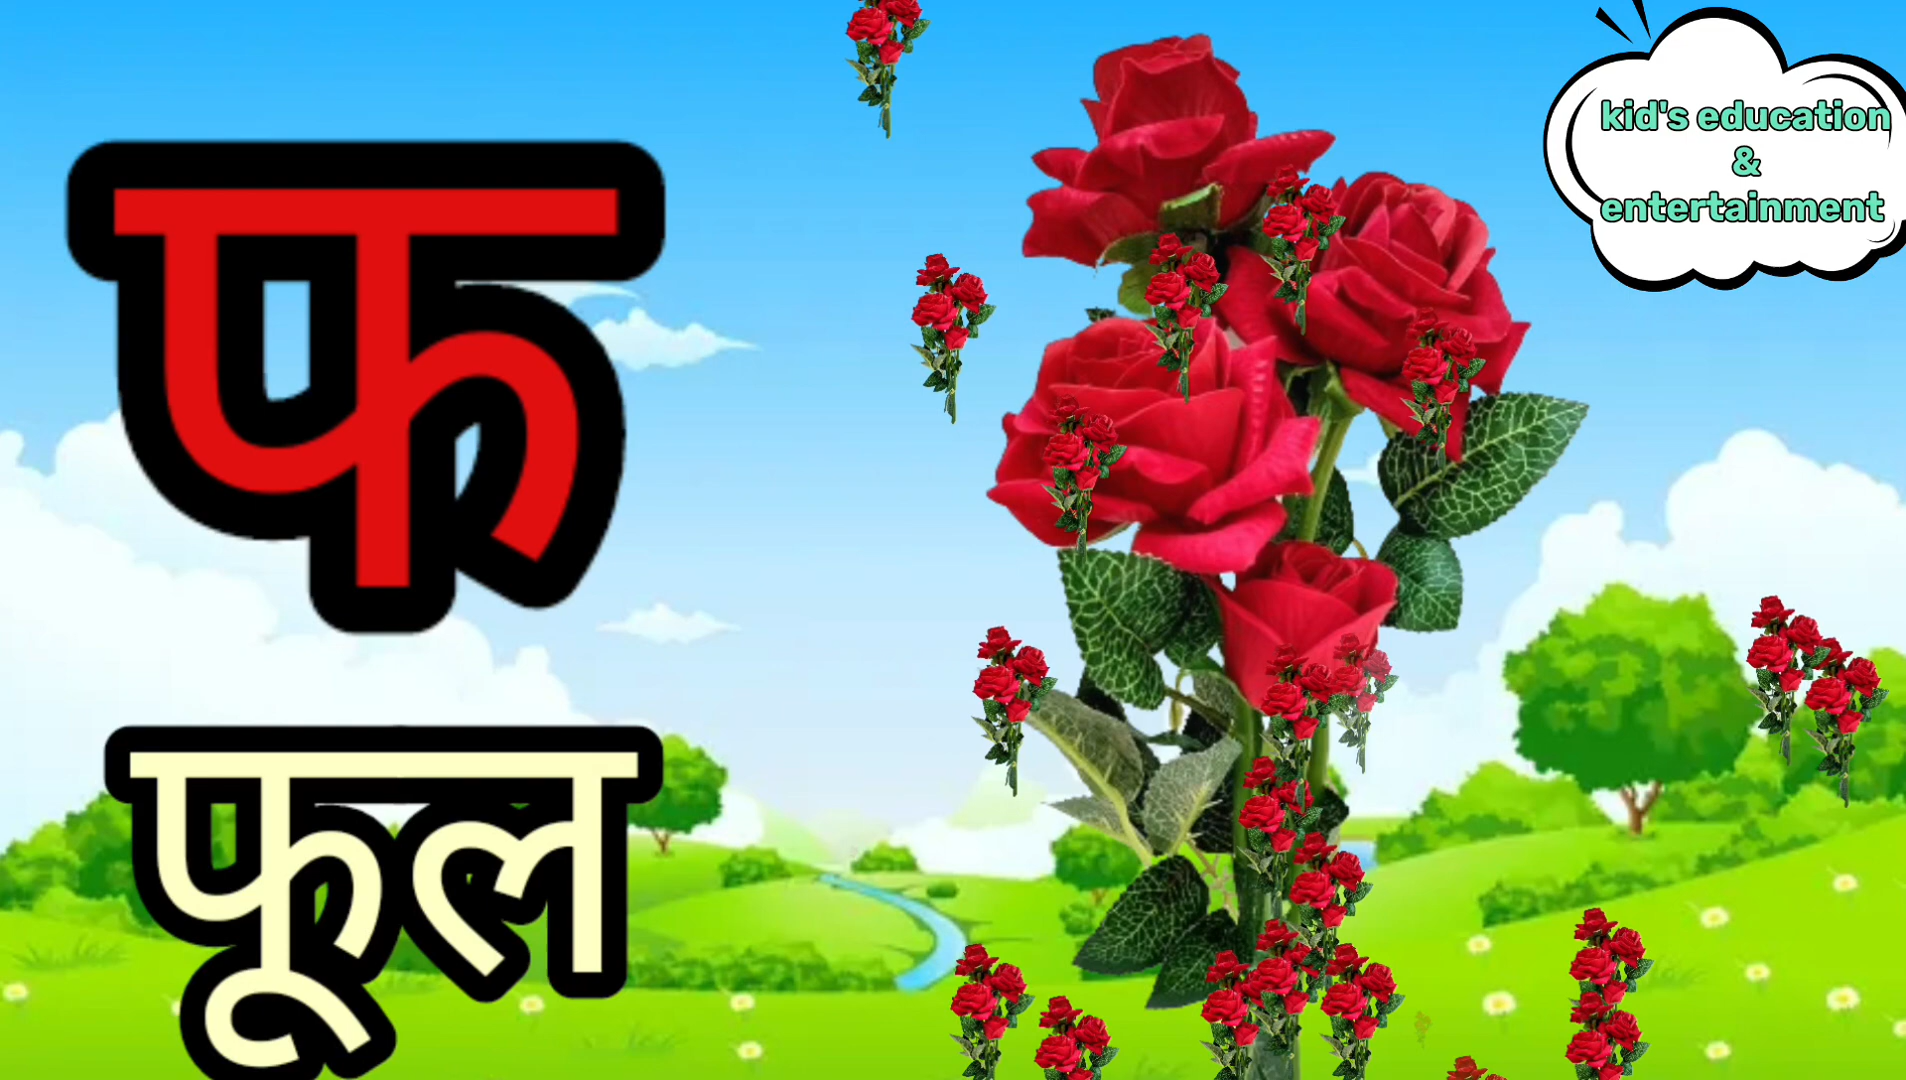 फ
फूल
kid's education
&
entertainment